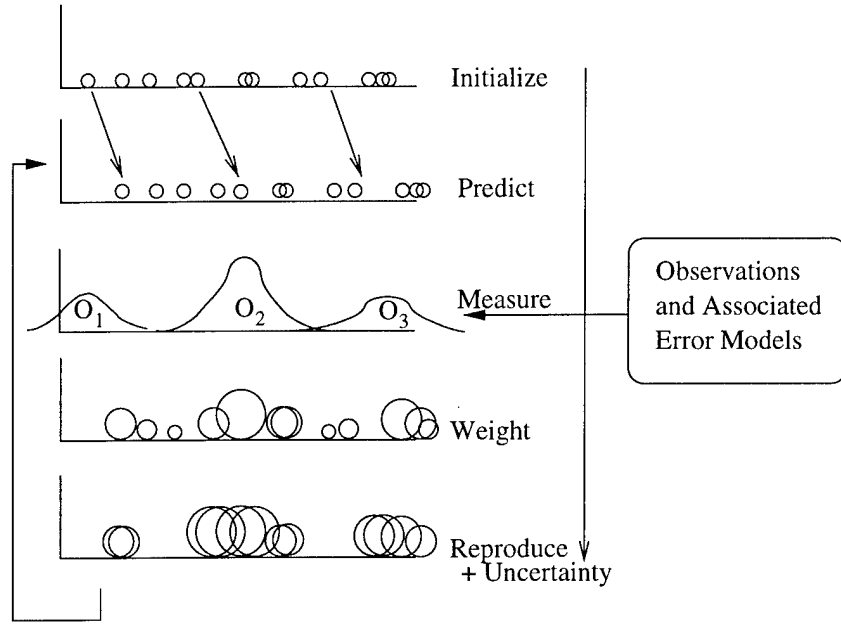 Initialize
Predict
O1
O2
O3
Measure
Observations
and Associated
Error Models
Weight
Reproduce
+ Uncertainty